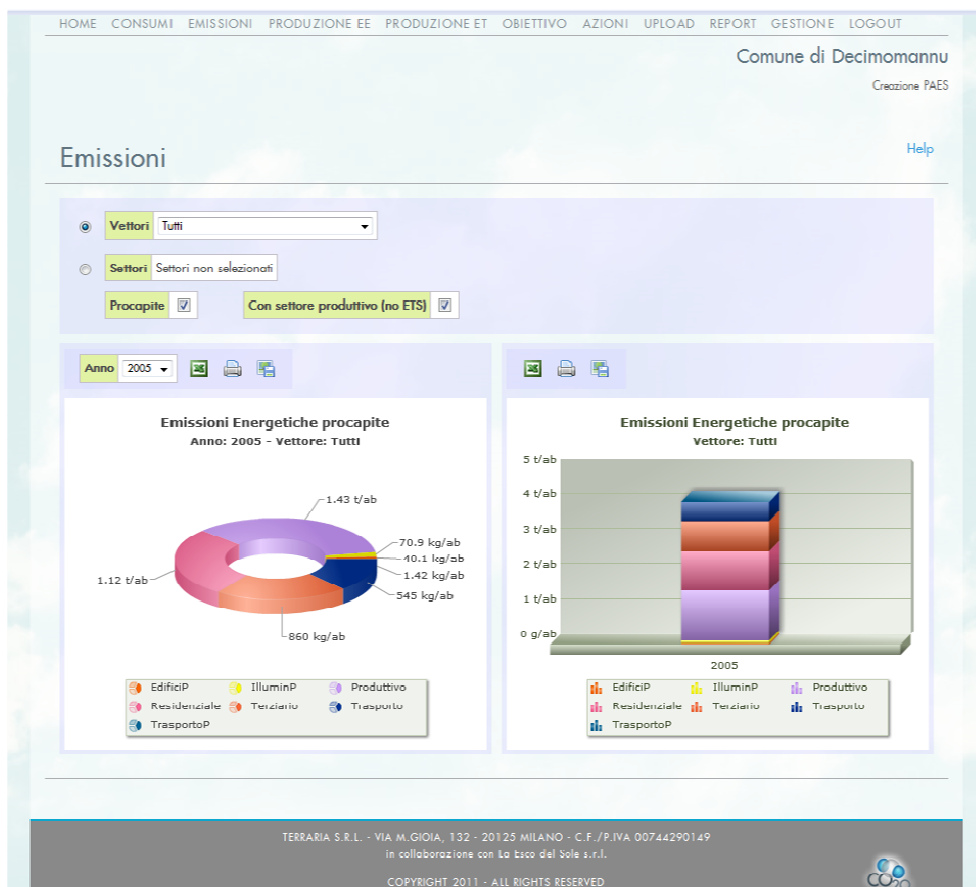 HOME CONSUMI EMISSIONI PRODUZIONE EE PRODUZIONE ET OBIETTIVO AZIONI UPLOAD REPORT GESTIONE LOGOUT
Comune di Decimomannu
Creazione PAES
Emissioni
Help
Vettori Tutti
Settori Settori non selezionati
Procapite Con settore produttivo (no ETS)
Anno 2005
Emissioni Energetiche procapite
Anno: 2005 - Vettore: Tutti
1.43 t/ab
70.9 kg/ab
40.1 kg/ab
1.42 kg/ab
545 kg/ab
1.12 t/ab
860 kg/ab
EdificiP IlluminP Produttivo
Residenziale Terziario Trasporto
TrasportoP
Emissioni Energetiche procapite
Vettore: Tutti
5 t/ab
4 t/ab
3 t/ab
2 t/ab
1 t/ab
0 g/ab
2005
EdificiP IlluminP Produttivo
Residenziale Terziario Trasporto
TrasportoP
TERRARIA S.R.L. - VIA M.GIOIA, 132 - 20125 MILANO - C.F./P.IVA 00744290149
in collaborazione con La Esco del Sole s.r.l.
COPYRIGHT 2011 - ALL RIGHTS RESERVED
CO20